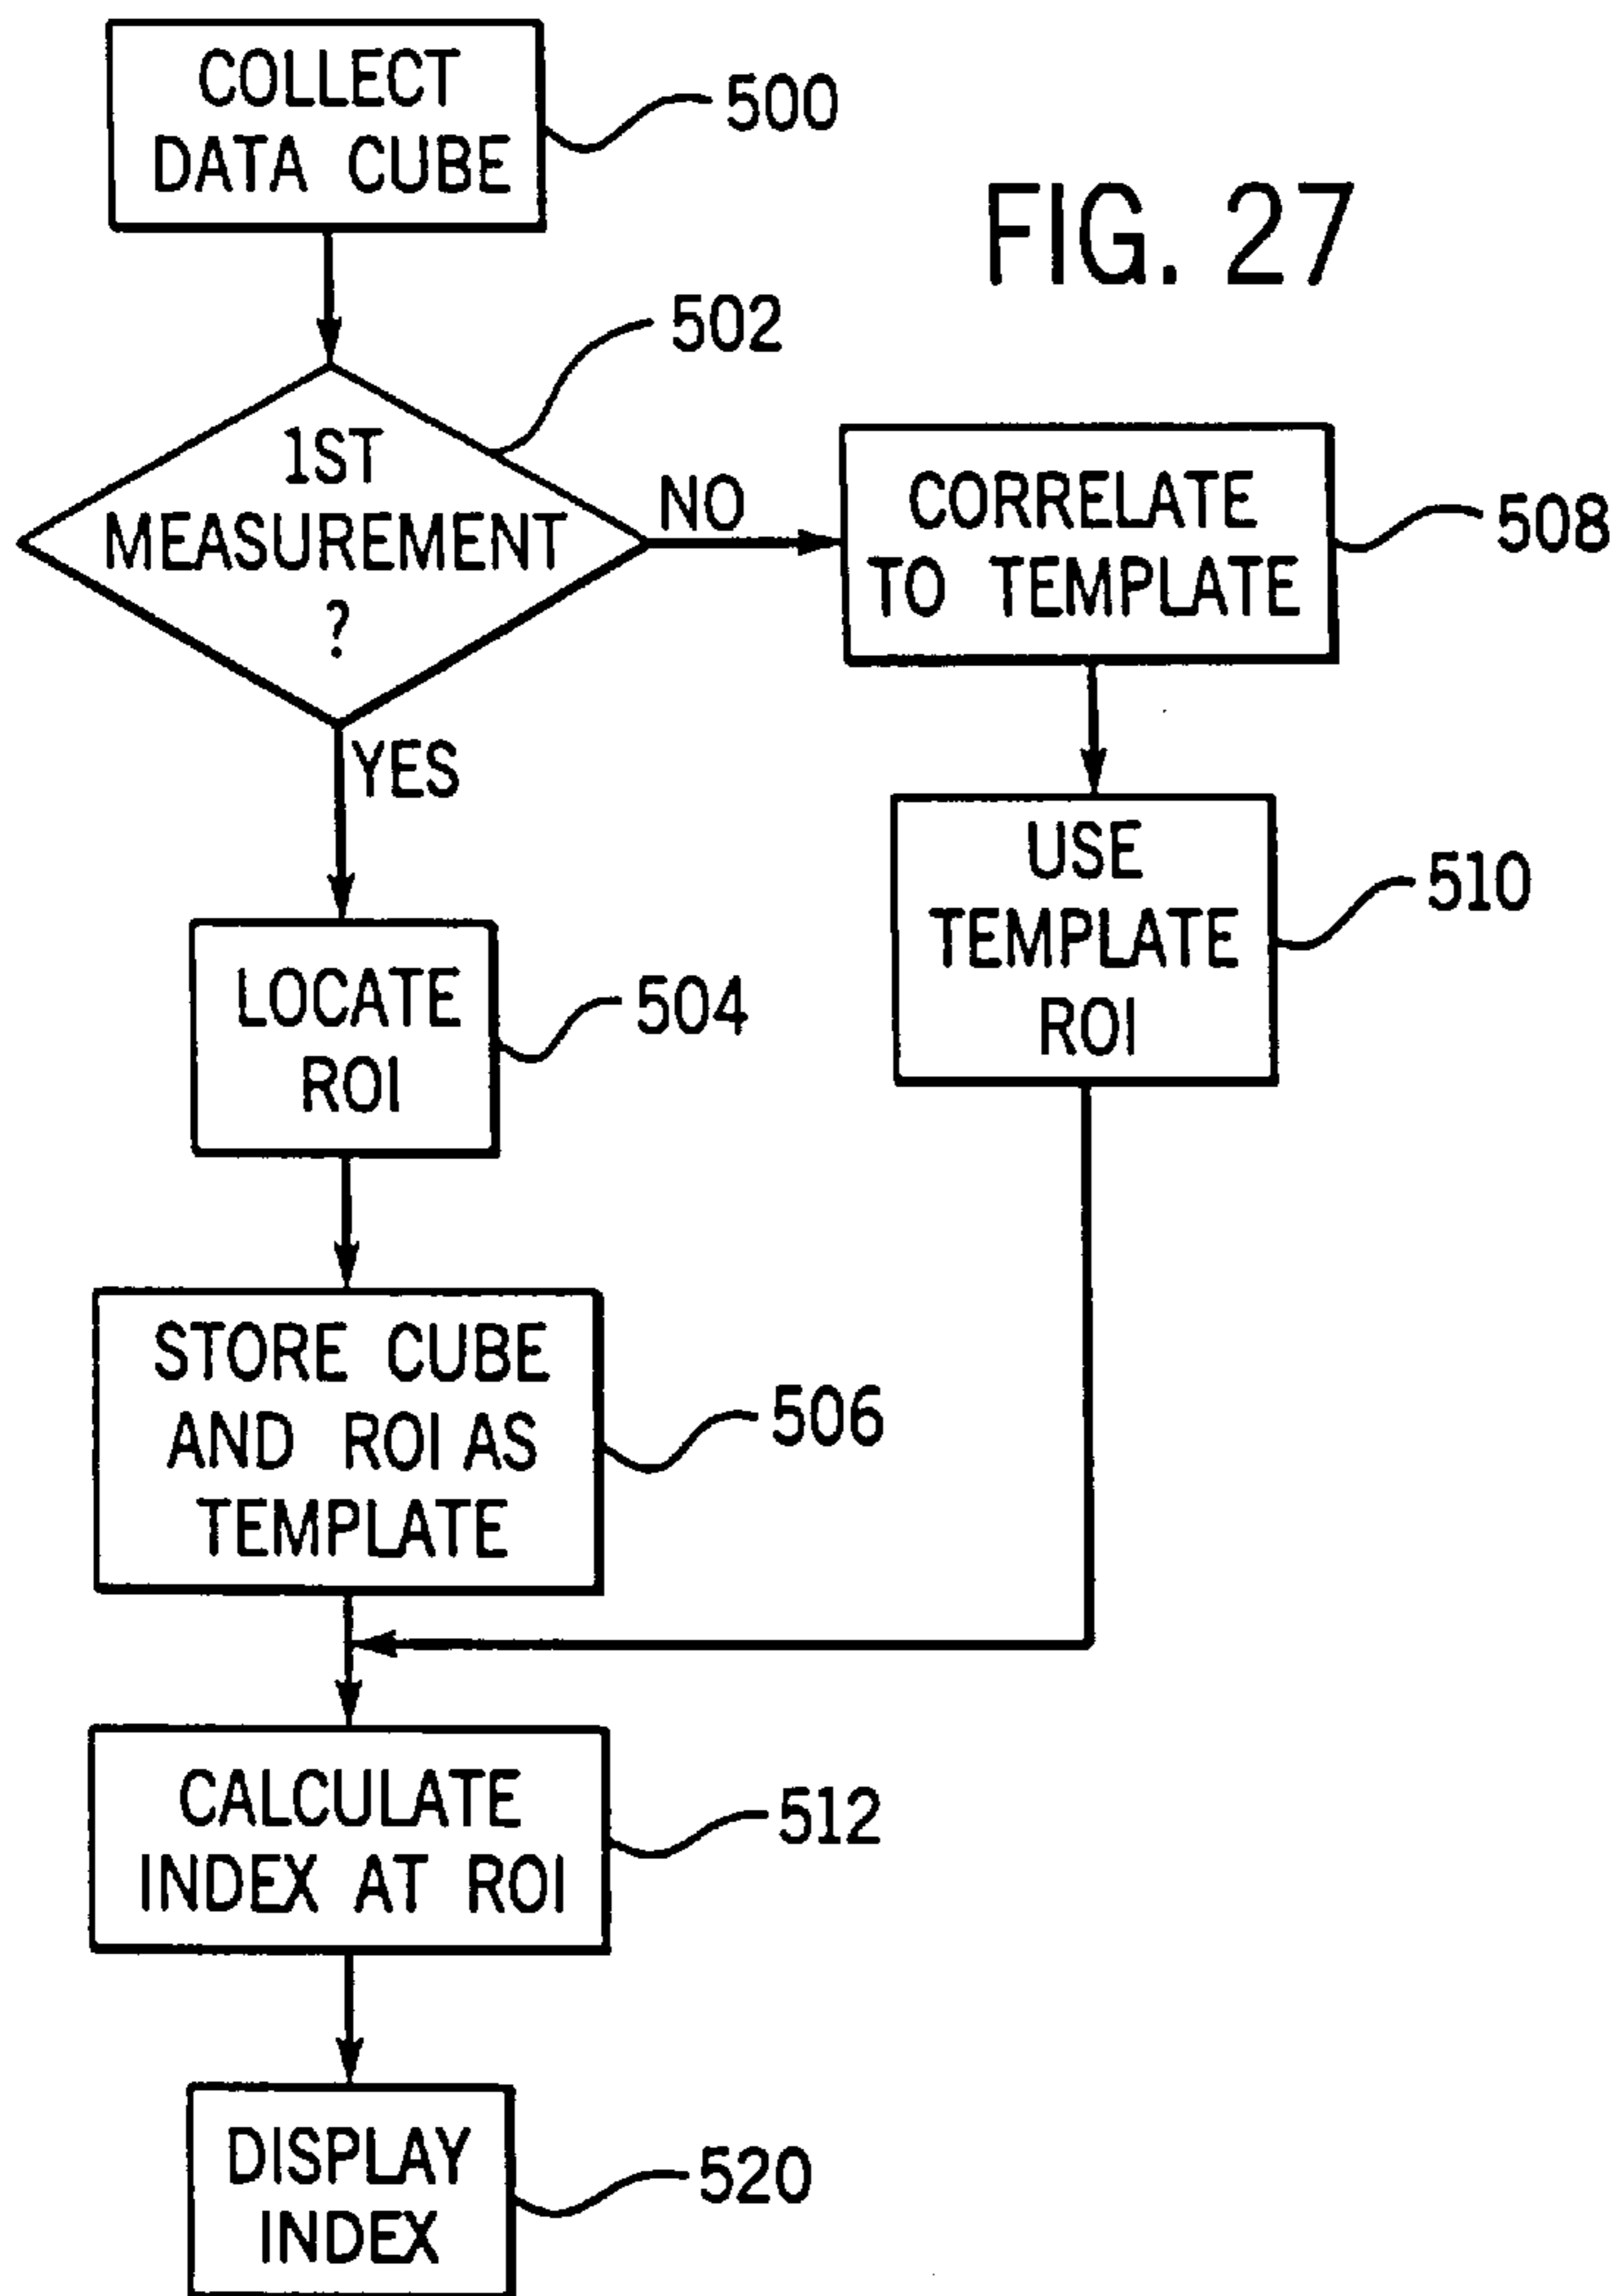 COLLECT
DATA CUBE
500
FIG. 27
502
1ST
MEASUREMENT
?
NO
CORRELATE
TO TEMPLATE
508
YES
USE
TEMPLATE
ROI
510
LOCATE
ROI
504
STORE CUBE
AND ROI AS
TEMPLATE
506
CALCULATE
INDEX AT ROI
512
DISPLAY
INDEX
520